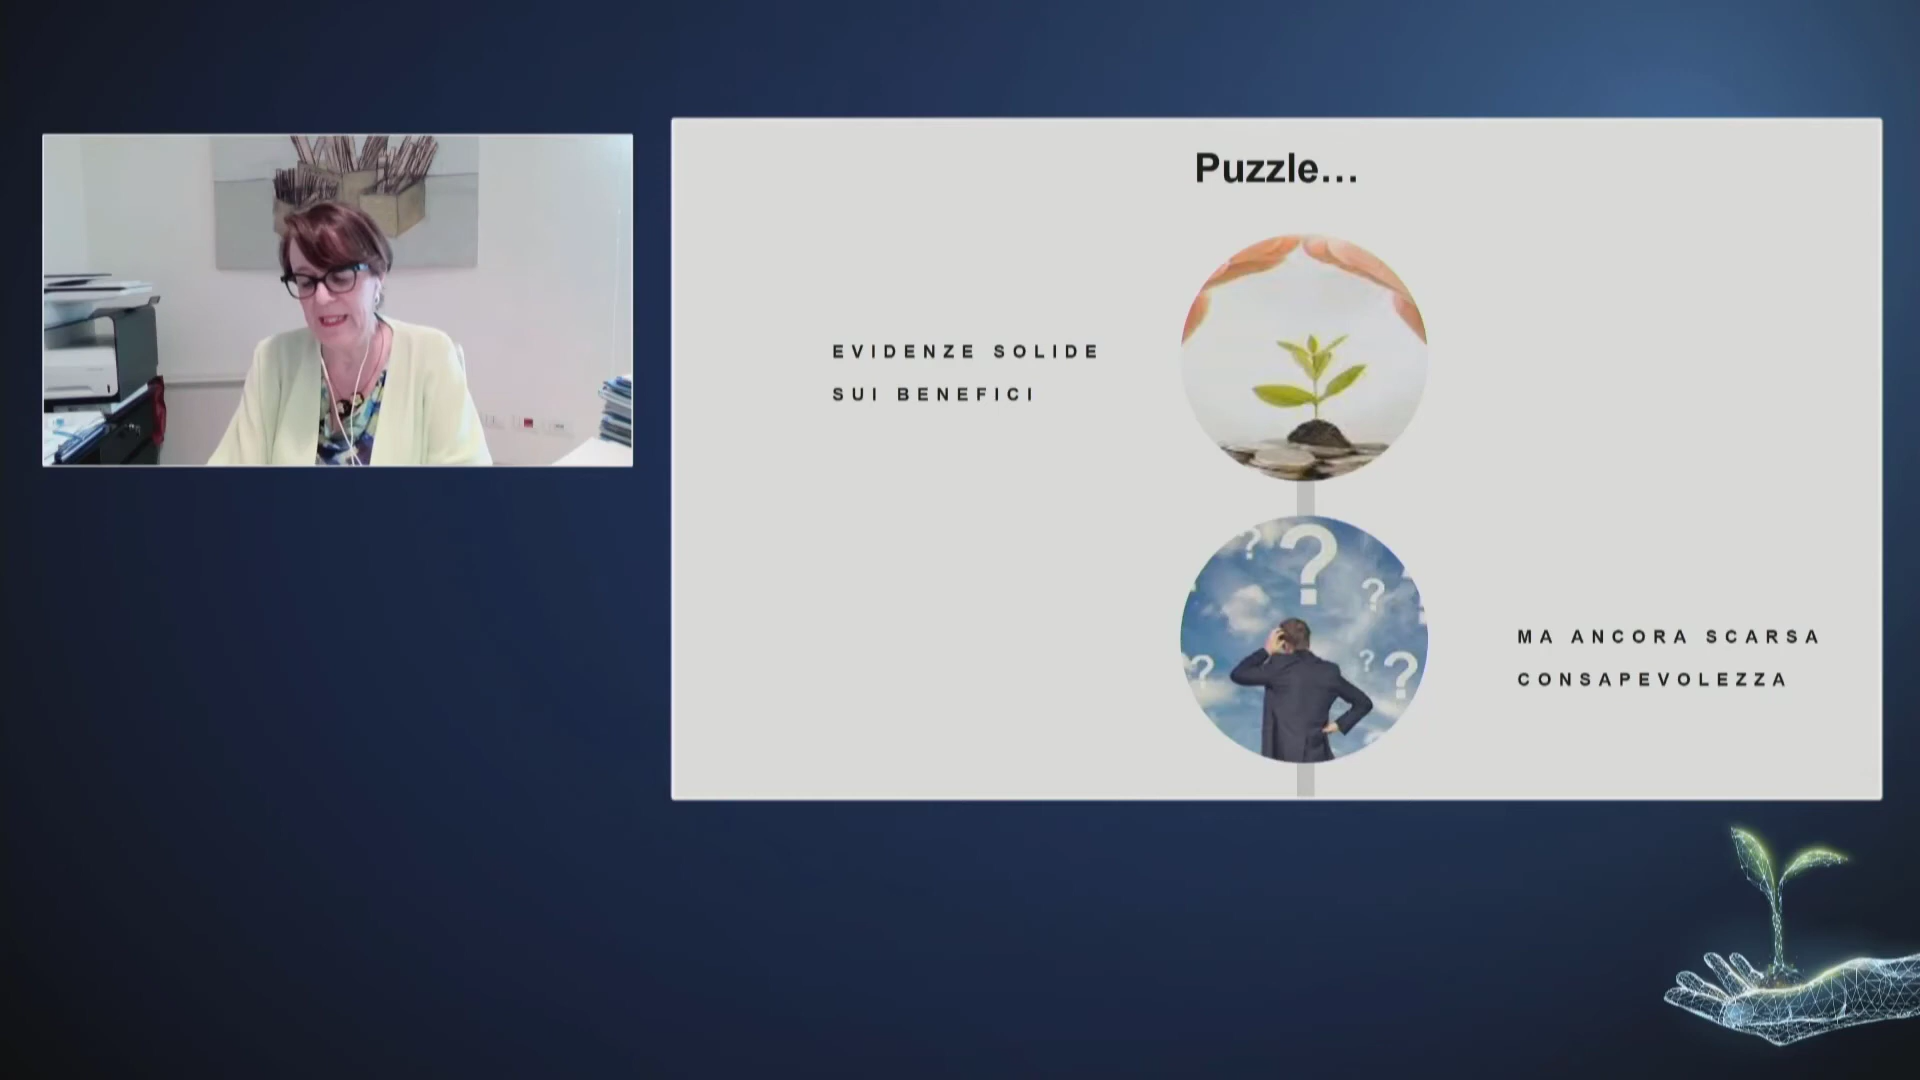 Puzzle...
EVIDENZE SOLIDE
SUI BENEFICI
MA ANCORA SCARSA
CONSAPEVOLEZZA